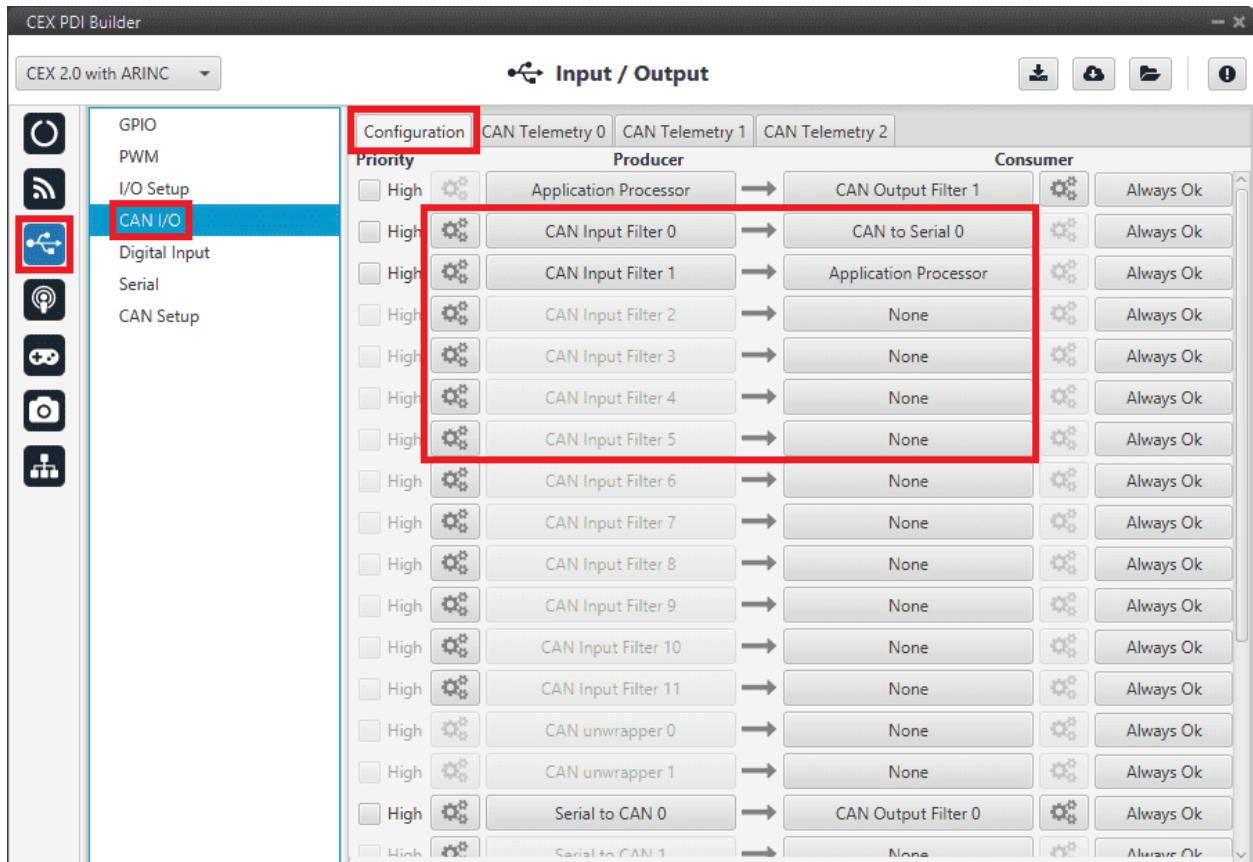 CEX PDI Builder
CEX 2.0 with ARINC
Input / Output
GPIO
PWM
I/O Setup
CAN I/O
Digital Input
Serial
CAN Setup
Configuration CAN Telemetry 0 CAN Telemetry 1 CAN Telemetry 2
Priority Producer Consumer
High Application Processor CAN Output Filter 1 Always Ok
High CAN Input Filter 0 CAN to Serial 0 Always Ok
High CAN Input Filter 1 Application Processor Always Ok
High CAN Input Filter 2 None Always Ok
High CAN Input Filter 3 None Always Ok
High CAN Input Filter 4 None Always Ok
High CAN Input Filter 5 None Always Ok
High CAN Input Filter 6 None Always Ok
High CAN Input Filter 7 None Always Ok
High CAN Input Filter 8 None Always Ok
High CAN Input Filter 9 None Always Ok
High CAN Input Filter 10 None Always Ok
High CAN Input Filter 11 None Always Ok
High CAN unwrapper 0 None Always Ok
High CAN unwrapper 1 None Always Ok
High Serial to CAN 0 CAN Output Filter 0 Always Ok
High Serial to CAN 1 None Always Ok